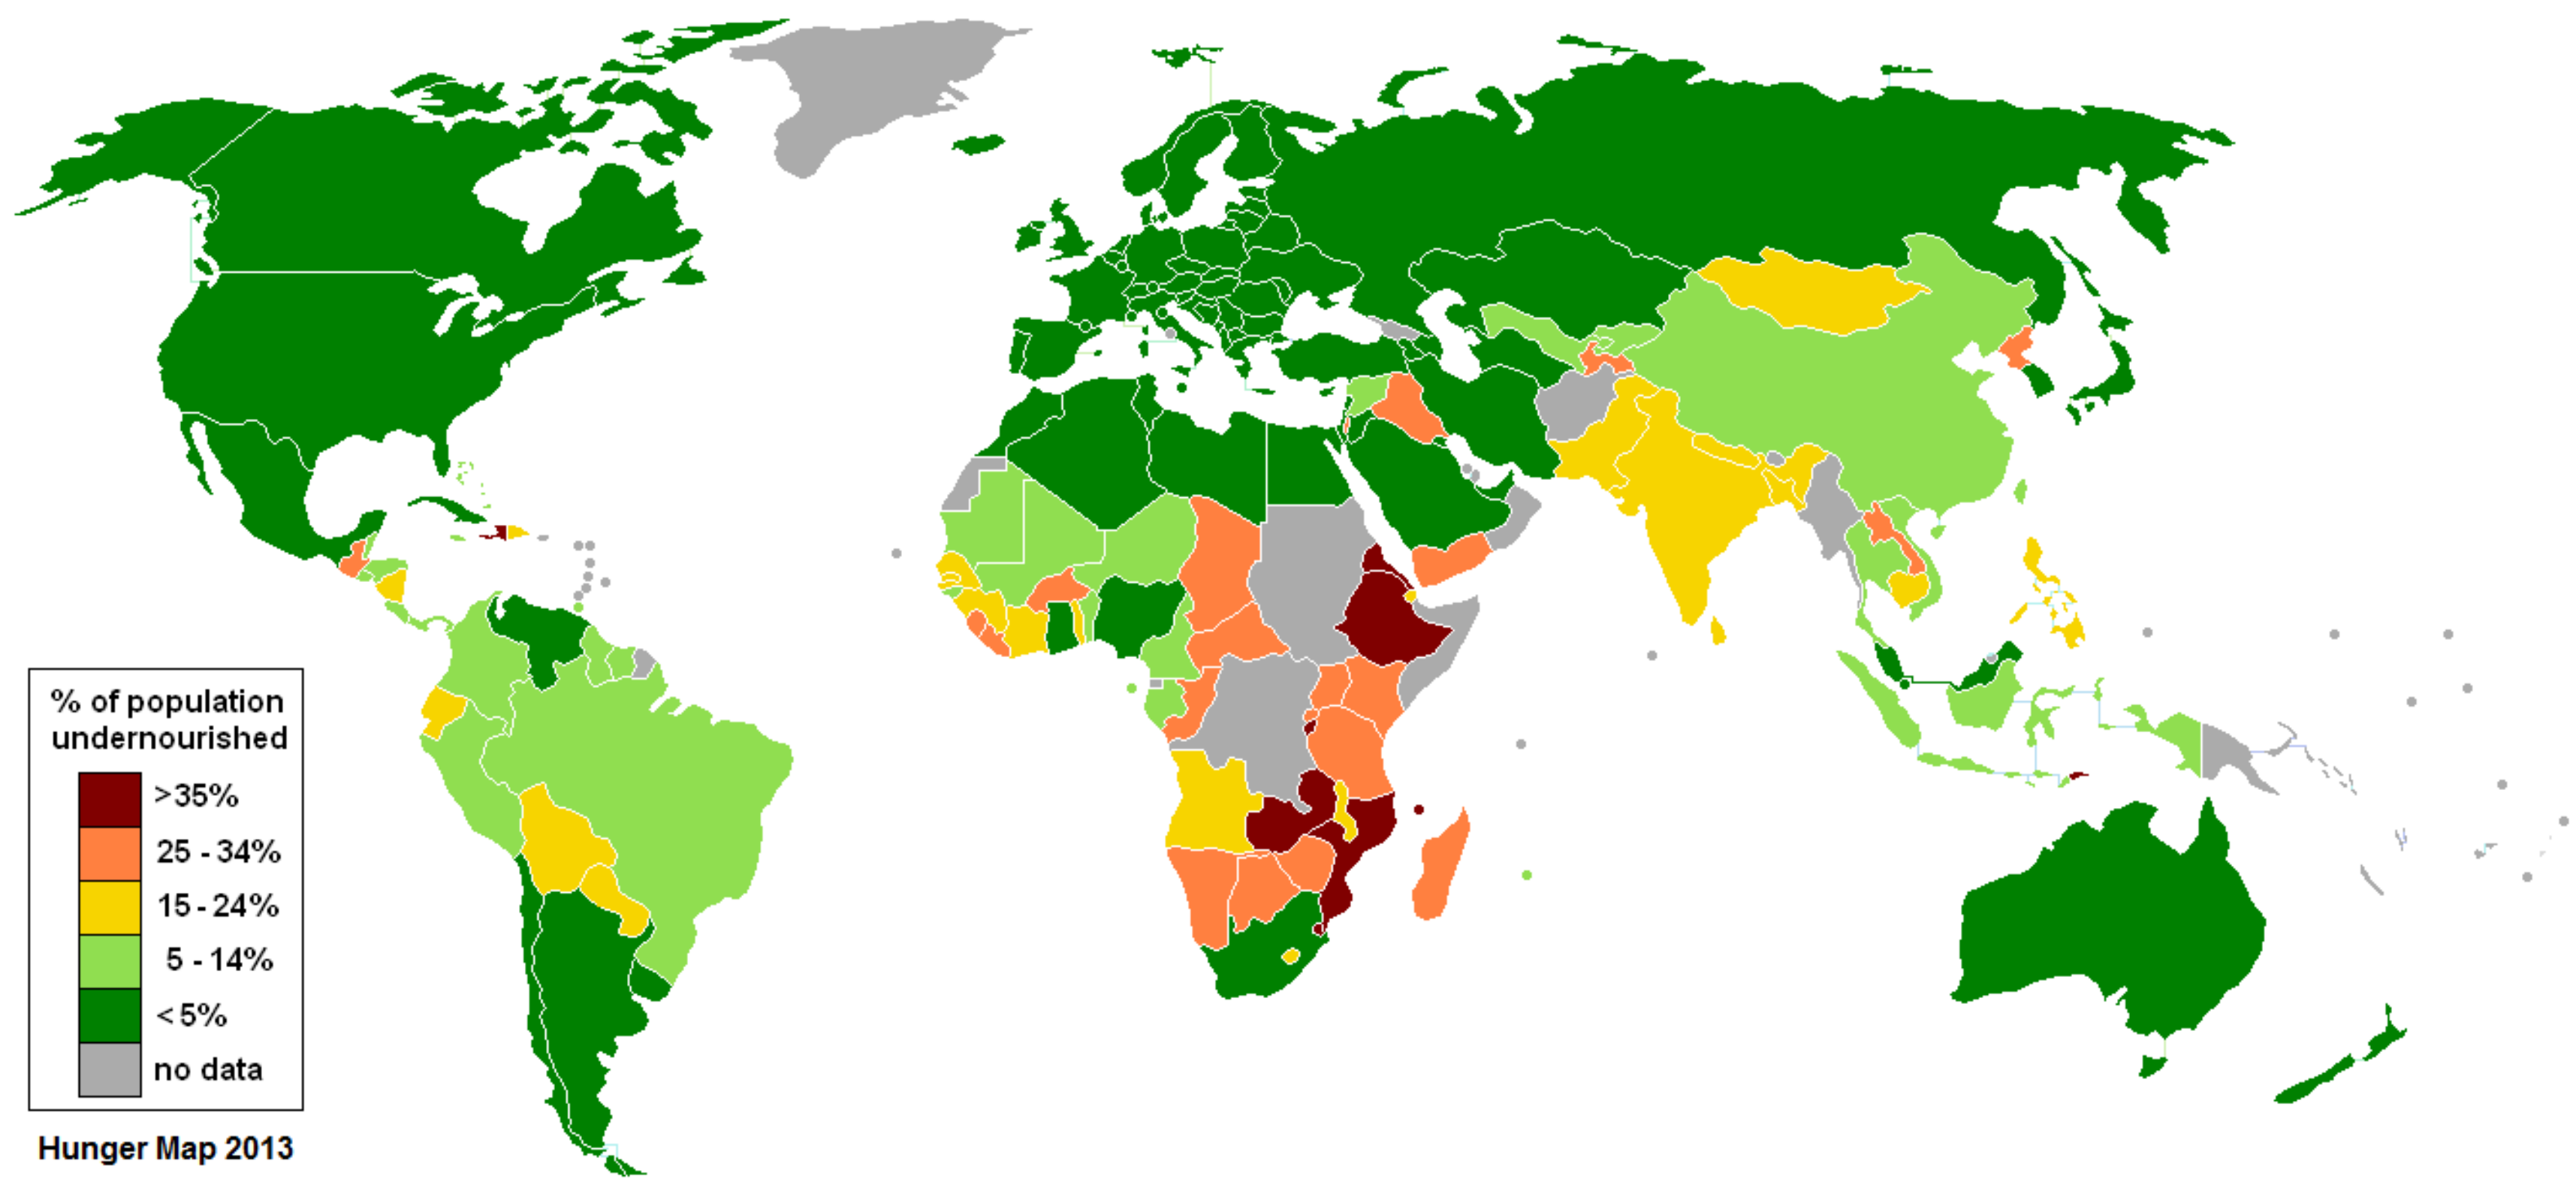 % of population
undernourished
>35%
25 - 34%
15 - 24%
5 - 14%
<5%
no data
Hunger Map 2013